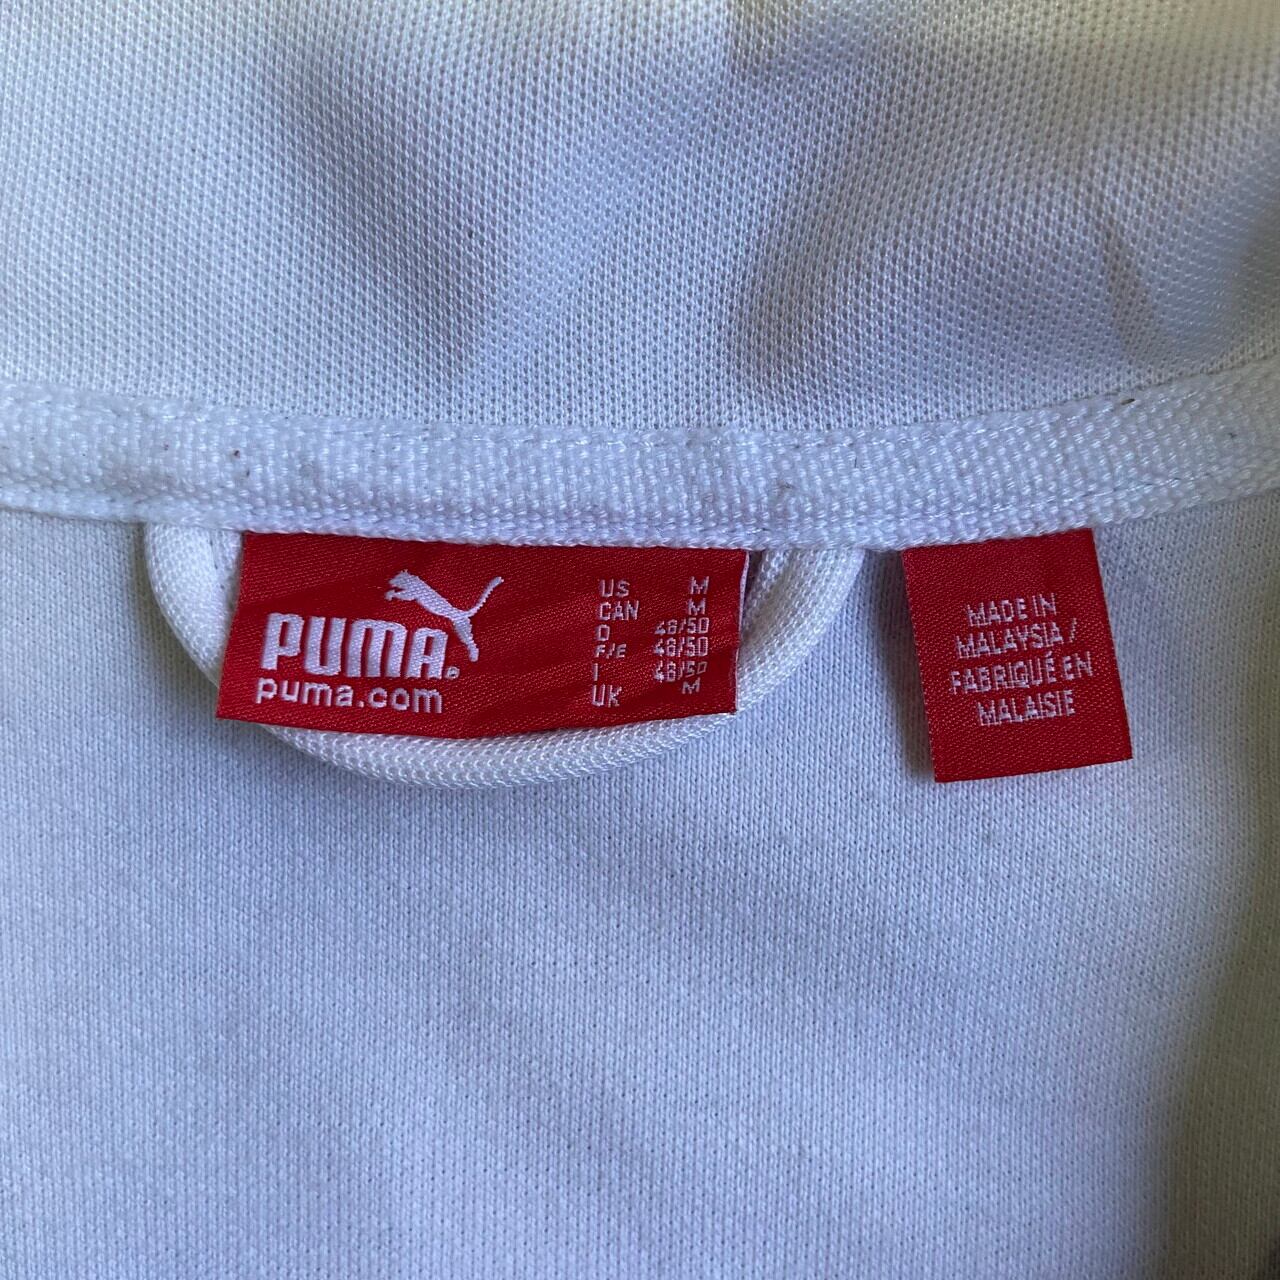 PUMA®
puma.com
US M
CAN M
D 48/50
F/E 48/50
I 48/50
UK M
MADE IN
MALAYSIA/
FABRIQUÉ EN
MALAISIE